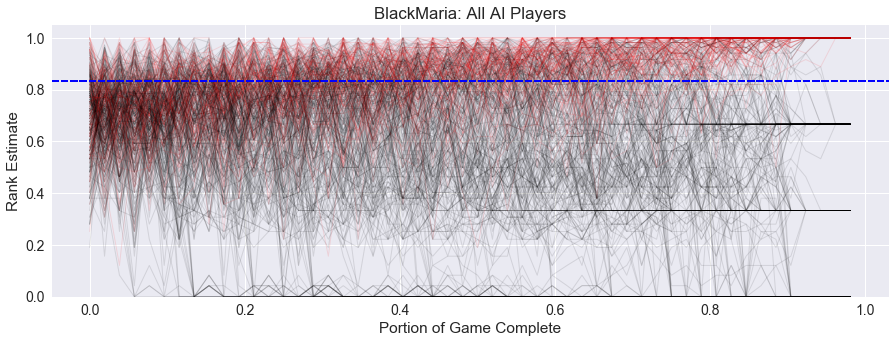 BlackMaria: All AI Players
1.0
0.8
0.6
0.4
0.2
0.0
Rank Estimate
0.0 0.2 0.4 0.6 0.8 1.0
Portion of Game Complete